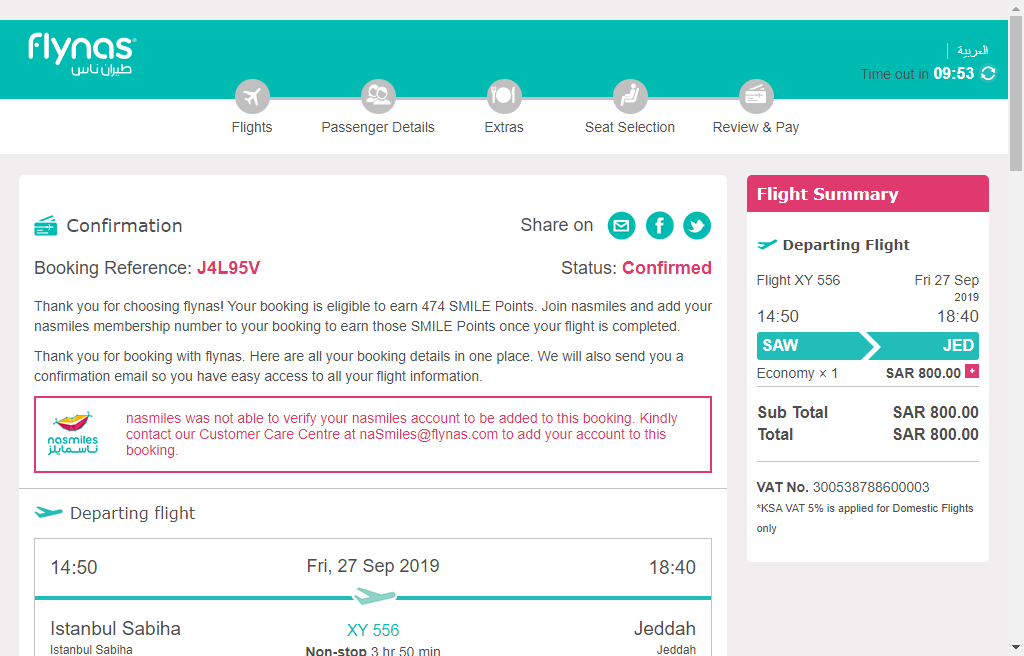 flynas
طيران ناس
العربية
Time out in 09:53
Flights
Passenger Details
Extras
Seat Selection
Review & Pay
Confirmation
Share on
Booking Reference: J4L95V
Status: Confirmed
Thank you for choosing flynas! Your booking is eligible to earn 474 SMILE Points. Join nasmiles and add your
nasmiles membership number to your booking to earn those SMILE Points once your flight is completed.
Thank you for booking with flynas. Here are all your booking details in one place. We will also send you a
confirmation email so you have easy access to all your flight information.
nasmiles
ناسمايلز
nasmiles was not able to verify your nasmiles account to be added to this booking. Kindly
contact our Customer Care Centre at naSmiles@flynas.com to add your account to this
booking.
Departing flight
14:50
Fri, 27 Sep 2019
18:40
Istanbul Sabiha
XY 556
Jeddah
Istanbul Sabiha
Non-stop 3 hr 50 min
Jeddah
Flight Summary
Departing Flight
Flight XY 556
Fri 27 Sep
2019
14:50
18:40
SAW
JED
Economy × 1
SAR 800.00 +
Sub Total
SAR 800.00
Total
SAR 800.00
VAT No. 300538788600003
*KSA VAT 5% is applied for Domestic Flights
only